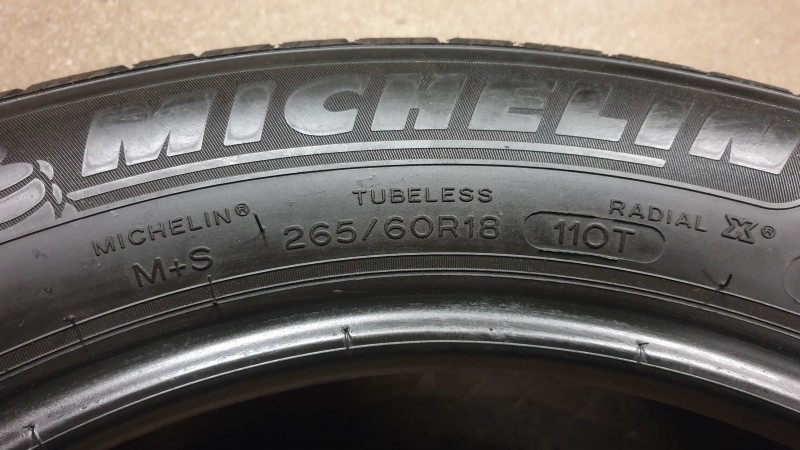 MICHELIN
TUBELESS
MICHELIN® 265/60R18 110T RADIAL X®
M+S